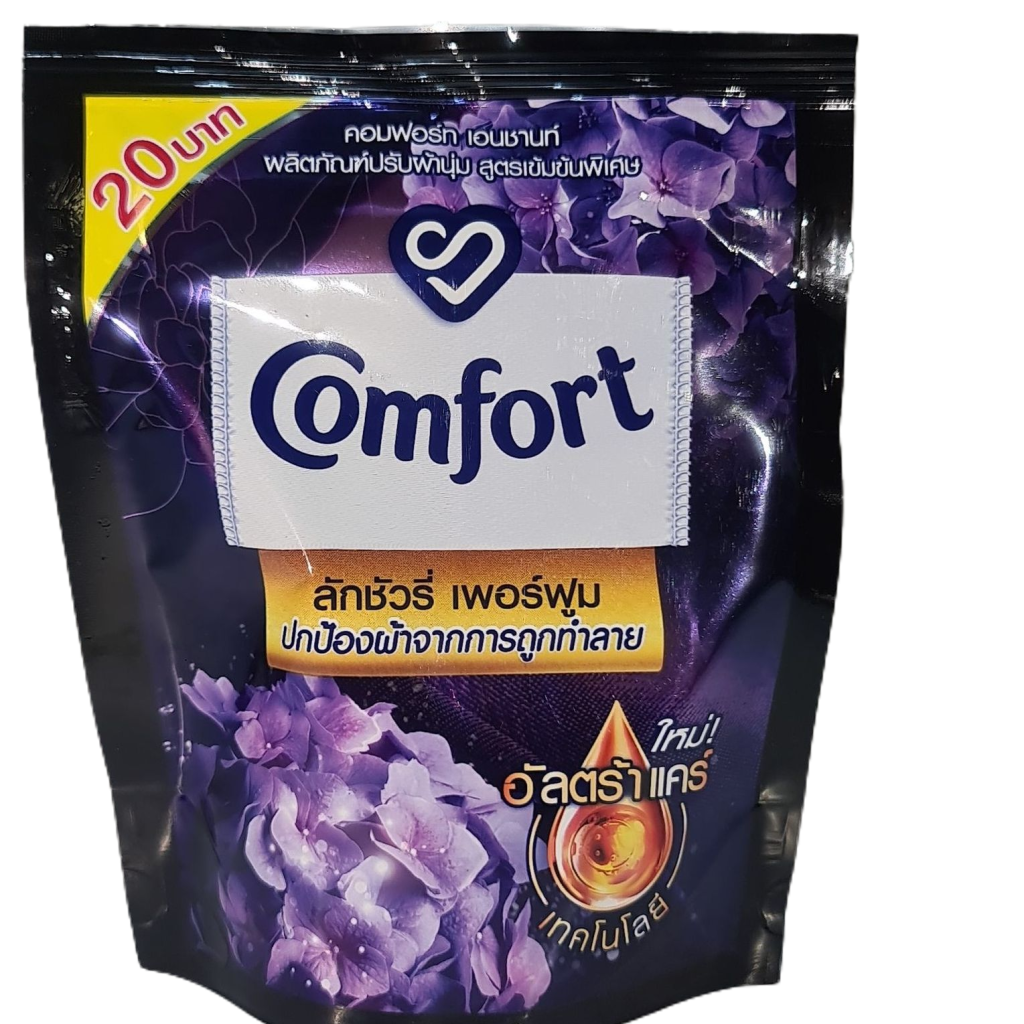 20บาท
คอมฟอร์ท เอนชานท์
ผลิตภัณฑ์ปรับผ้านุ่ม สูตรเข้มข้นพิเศษ
Comfort
ลักชัวรี่ เพอร์ฟูม
ปกป้องผ้าจากการถูกทำลาย
ใหม่!
อัลตร้าแคร์
เทคโนโลยี